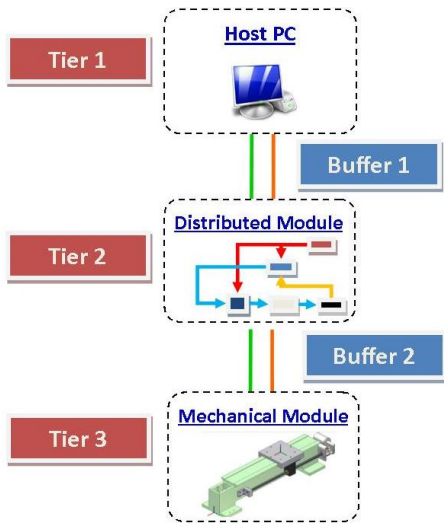 Host PC
Tier 1
Buffer 1
Distributed Module
Tier 2
Buffer 2
Mechanical Module
Tier 3